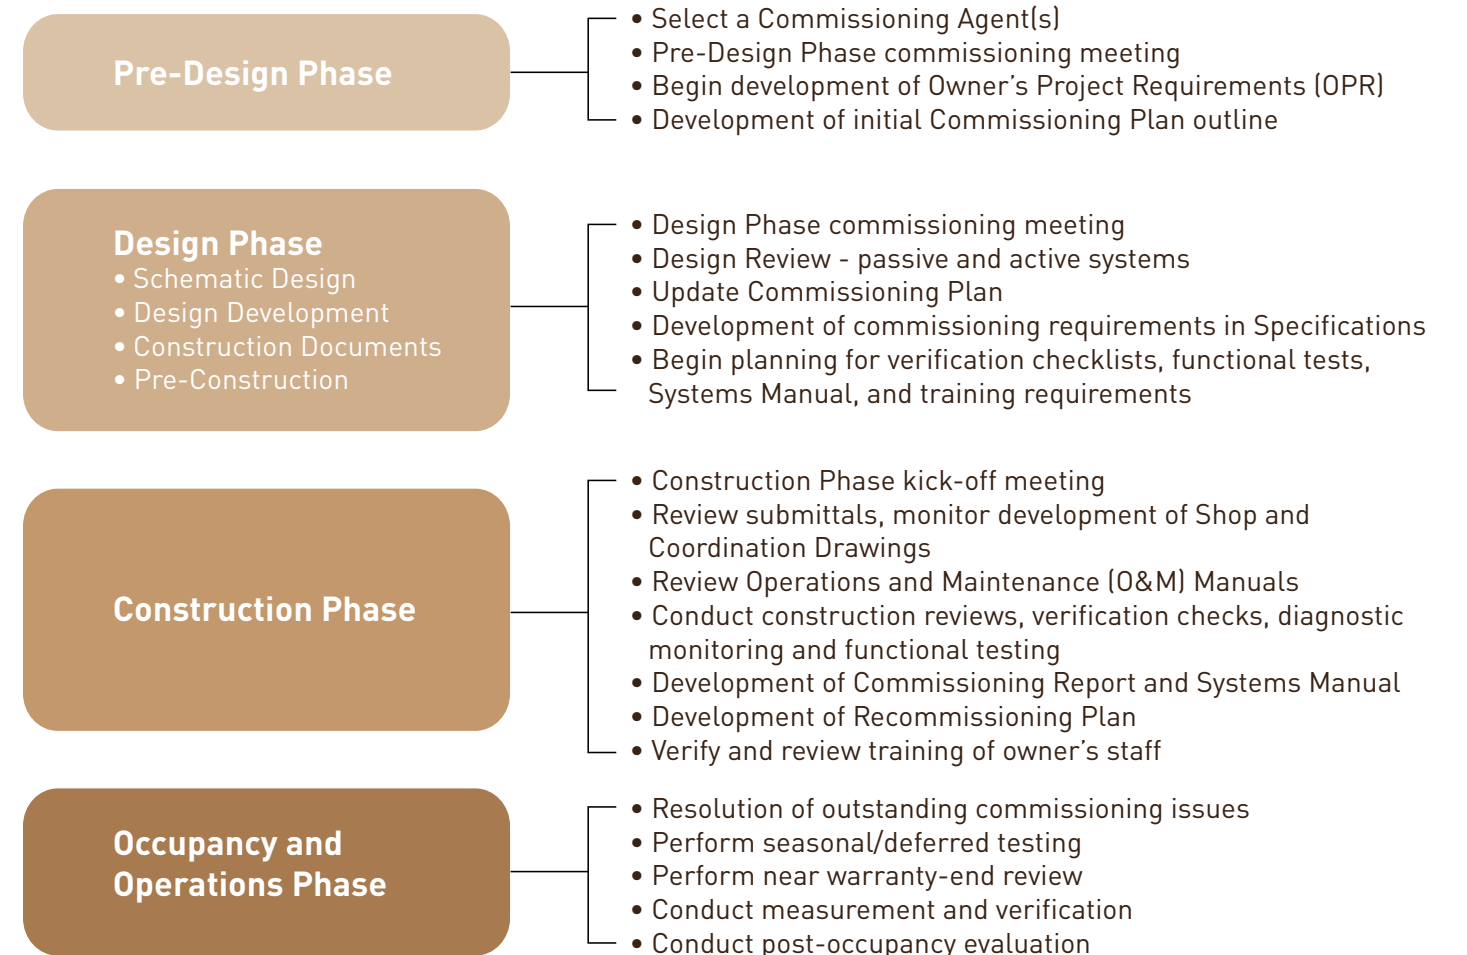 Pre-Design Phase
• Select a Commissioning Agent(s)
• Pre-Design Phase commissioning meeting
• Begin development of Owner’s Project Requirements (OPR)
• Development of initial Commissioning Plan outline
Design Phase
• Schematic Design
• Design Development
• Construction Documents
• Pre-Construction
• Design Phase commissioning meeting
• Design Review - passive and active systems
• Update Commissioning Plan
• Development of commissioning requirements in Specifications
• Begin planning for verification checklists, functional tests,
Systems Manual, and training requirements
Construction Phase
• Construction Phase kick-off meeting
• Review submittals, monitor development of Shop and
Coordination Drawings
• Review Operations and Maintenance (O&M) Manuals
• Conduct construction reviews, verification checks, diagnostic
monitoring and functional testing
• Development of Commissioning Report and Systems Manual
• Development of Recommissioning Plan
• Verify and review training of owner’s staff
Occupancy and
Operations Phase
• Resolution of outstanding commissioning issues
• Perform seasonal/deferred testing
• Perform near warranty-end review
• Conduct measurement and verification
• Conduct post-occupancy evaluation